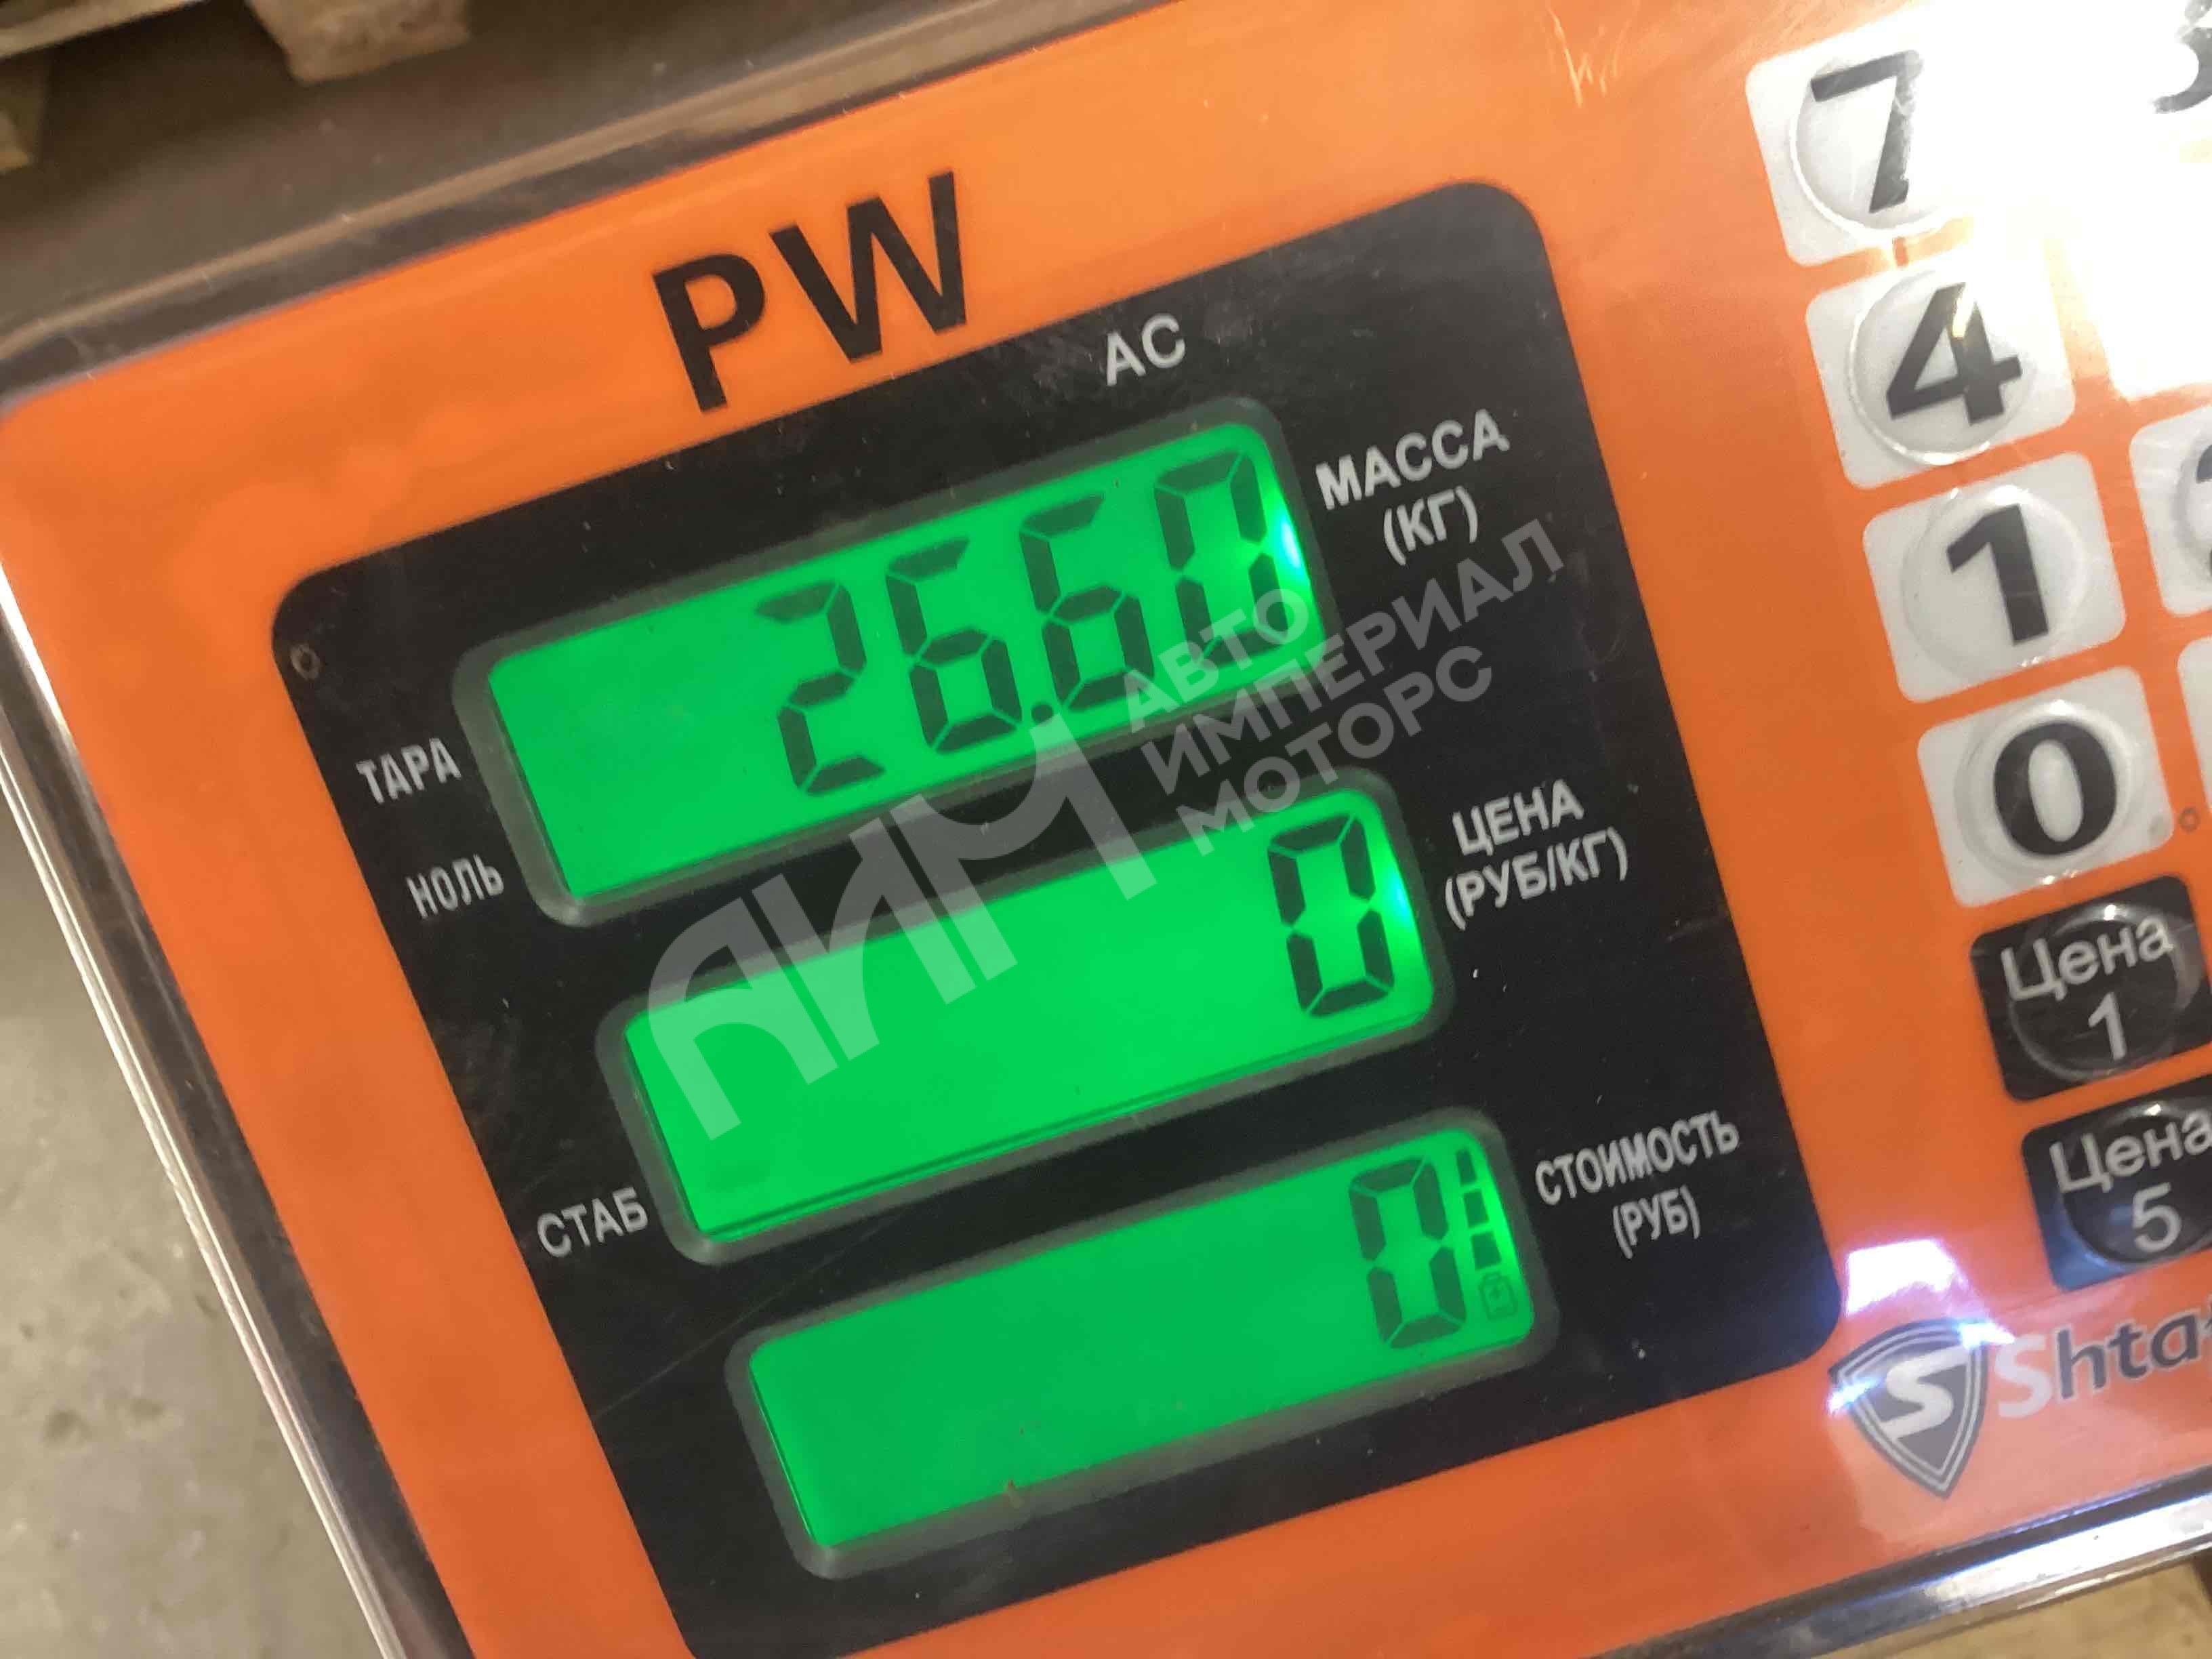 PW
AC
26.60
МАССА
(КГ)
ТАРА
НОЛЬ
0
ЦЕНА
(РУБ/КГ)
СТАБ
0
СТОИМОСТЬ
(РУБ)
7
4
1
0
Цена
1
Цена
5
S
АИМ
АВТО
ИМПЕРИАЛ
МОТОРС